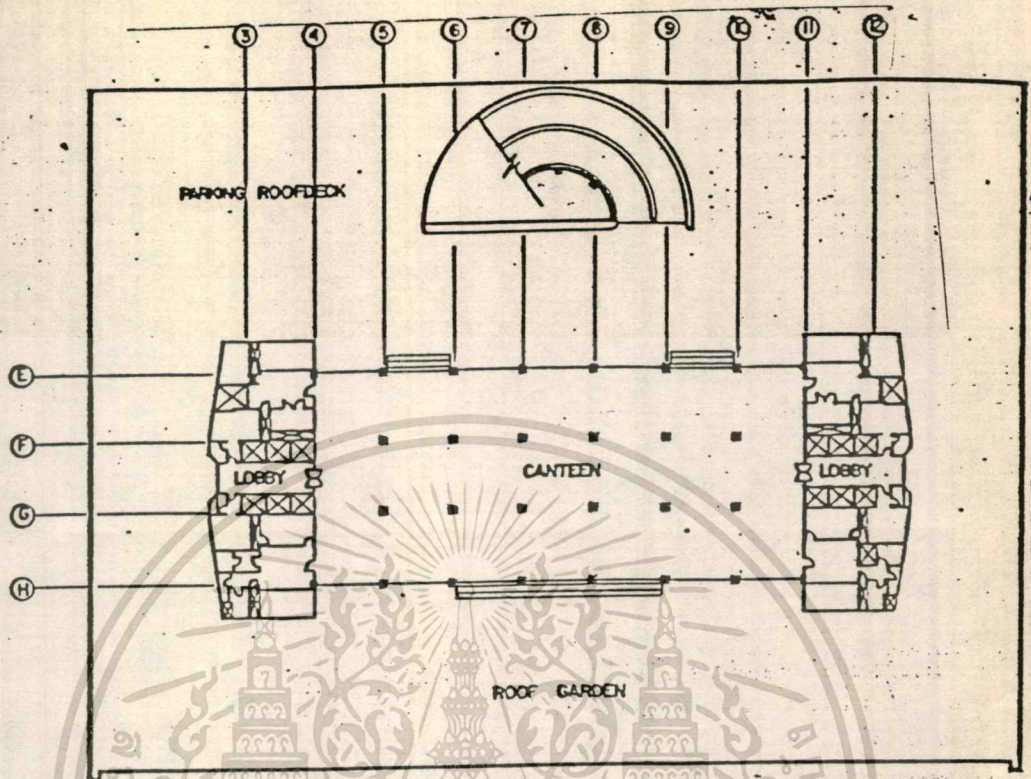 3 4 5 6 7 8 9 10 11 12
PARKING ROOFDECK
E
F
LOBBY CANTEEN LOBBY
G
H
ROOF GARDEN